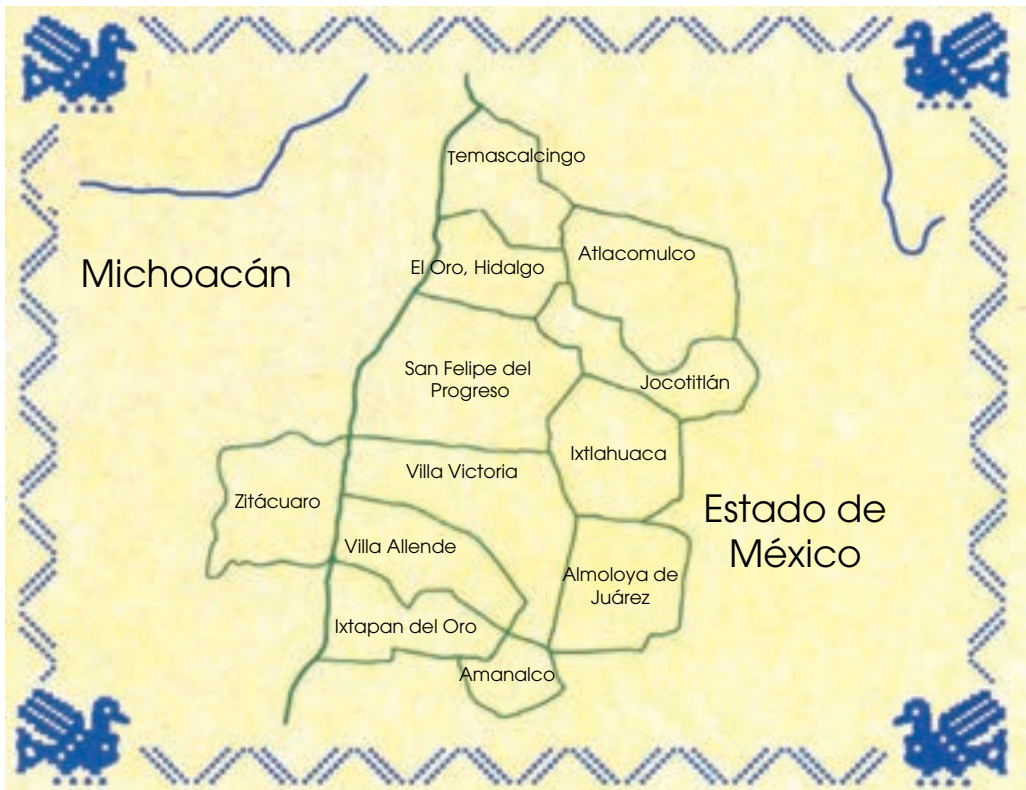 Temascalcingo
Atlacomulco
El Oro, Hidalgo
Michoacán
San Felipe del
Progreso
Jocotitlán
Ixtlahuaca
Villa Victoria
Zitácuaro
Estado de
México
Villa Allende
Almoloya de
Juárez
Ixtapan del Oro
Amanalco